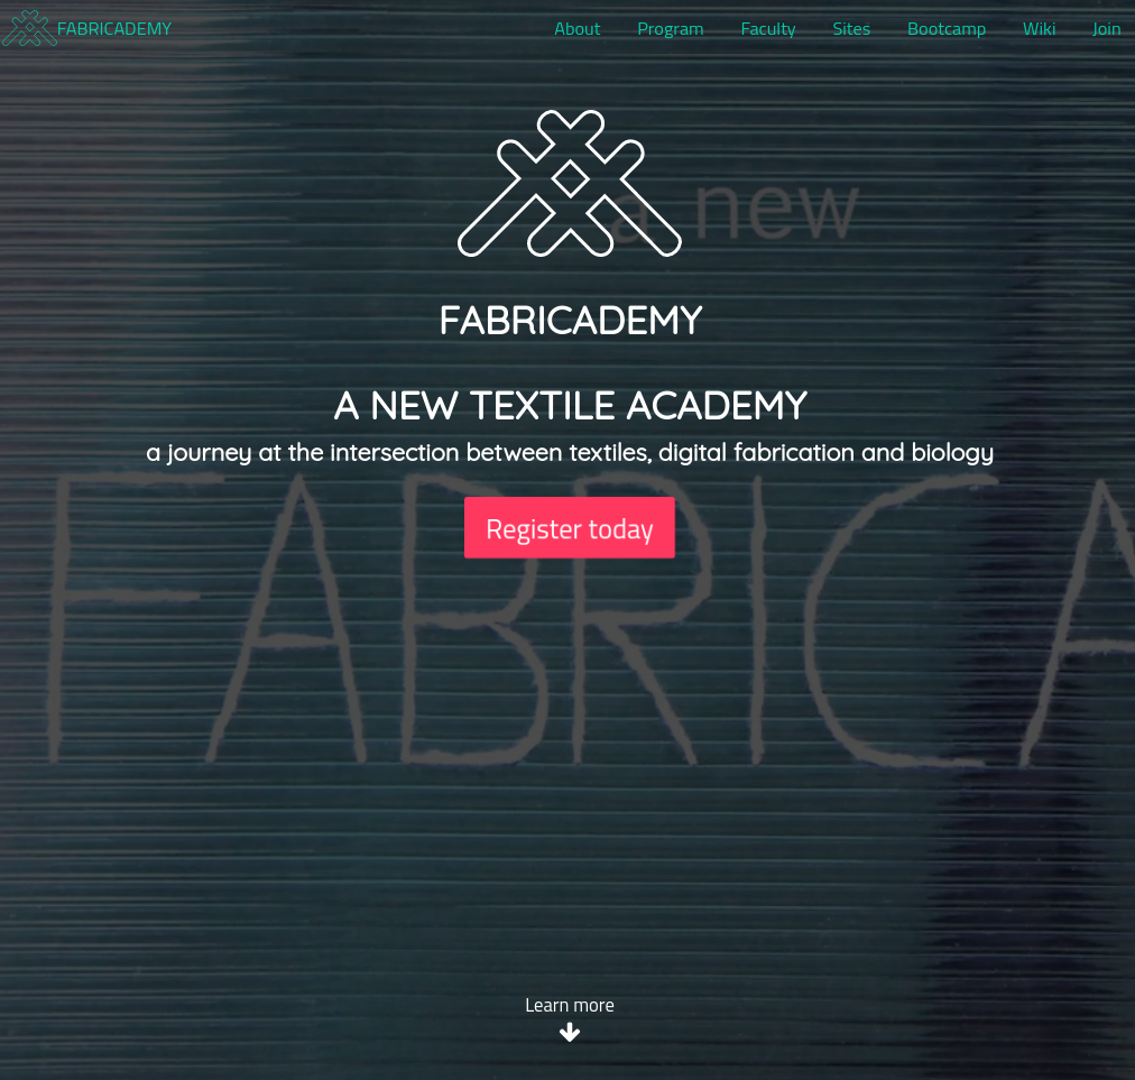 FABRICADEMY
About Program Faculty Sites Bootcamp Wiki Join
a new
FABRICADEMY
A NEW TEXTILE ACADEMY
a journey at the intersection between textiles, digital fabrication and biology
Register today
FABRICA
Learn more